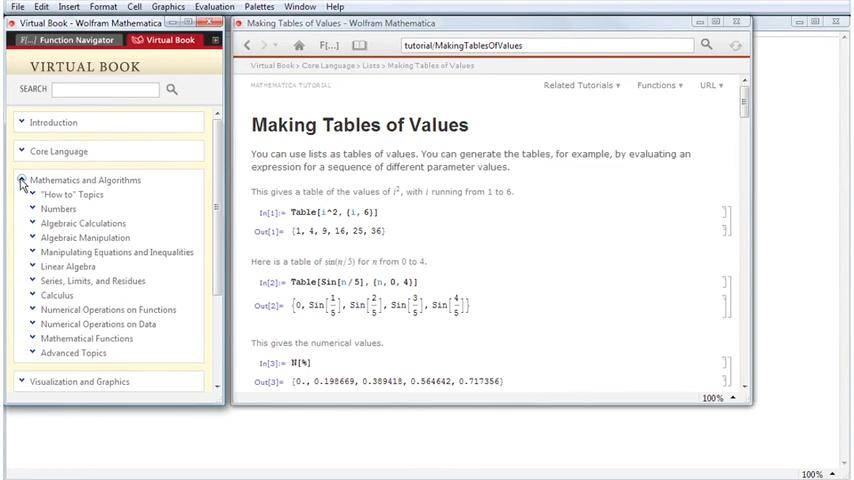 File Edit Insert Format Cell Graphics Evaluation Palettes Window Help
Virtual Book - Wolfram Mathematica
F[...] Function Navigator Virtual Book
VIRTUAL BOOK
SEARCH
Introduction
Core Language
Mathematics and Algorithms
"How to" Topics
Numbers
Algebraic Calculations
Algebraic Manipulation
Manipulating Equations and Inequalities
Linear Algebra
Series, Limits, and Residues
Calculus
Numerical Operations on Functions
Numerical Operations on Data
Mathematical Functions
Advanced Topics
Visualization and Graphics
Making Tables of Values - Wolfram Mathematica
F[...] tutorial/MakingTablesOfValues
Virtual Book > Core Language > Lists > Making Tables of Values
MATHEMATICA TUTORIAL Related Tutorials Functions URL
Making Tables of Values
You can use lists as tables of values. You can generate the tables, for example, by evaluating an
expression for a sequence of different parameter values.
This gives a table of the values of i², with i running from 1 to 6.
In[1]:= Table[i^2, {i, 6}]
Out[1]= {1, 4, 9, 16, 25, 36}
Here is a table of sin(n/5) for n from 0 to 4.
In[2]:= Table[Sin[n/5], {n, 0, 4}]
Out[2]= {0, Sin[1/5], Sin[2/5], Sin[3/5], Sin[4/5]}
This gives the numerical values.
In[3]:= N[%]
Out[3]= {0., 0.198669, 0.389418, 0.564642, 0.717356}
100%
100%